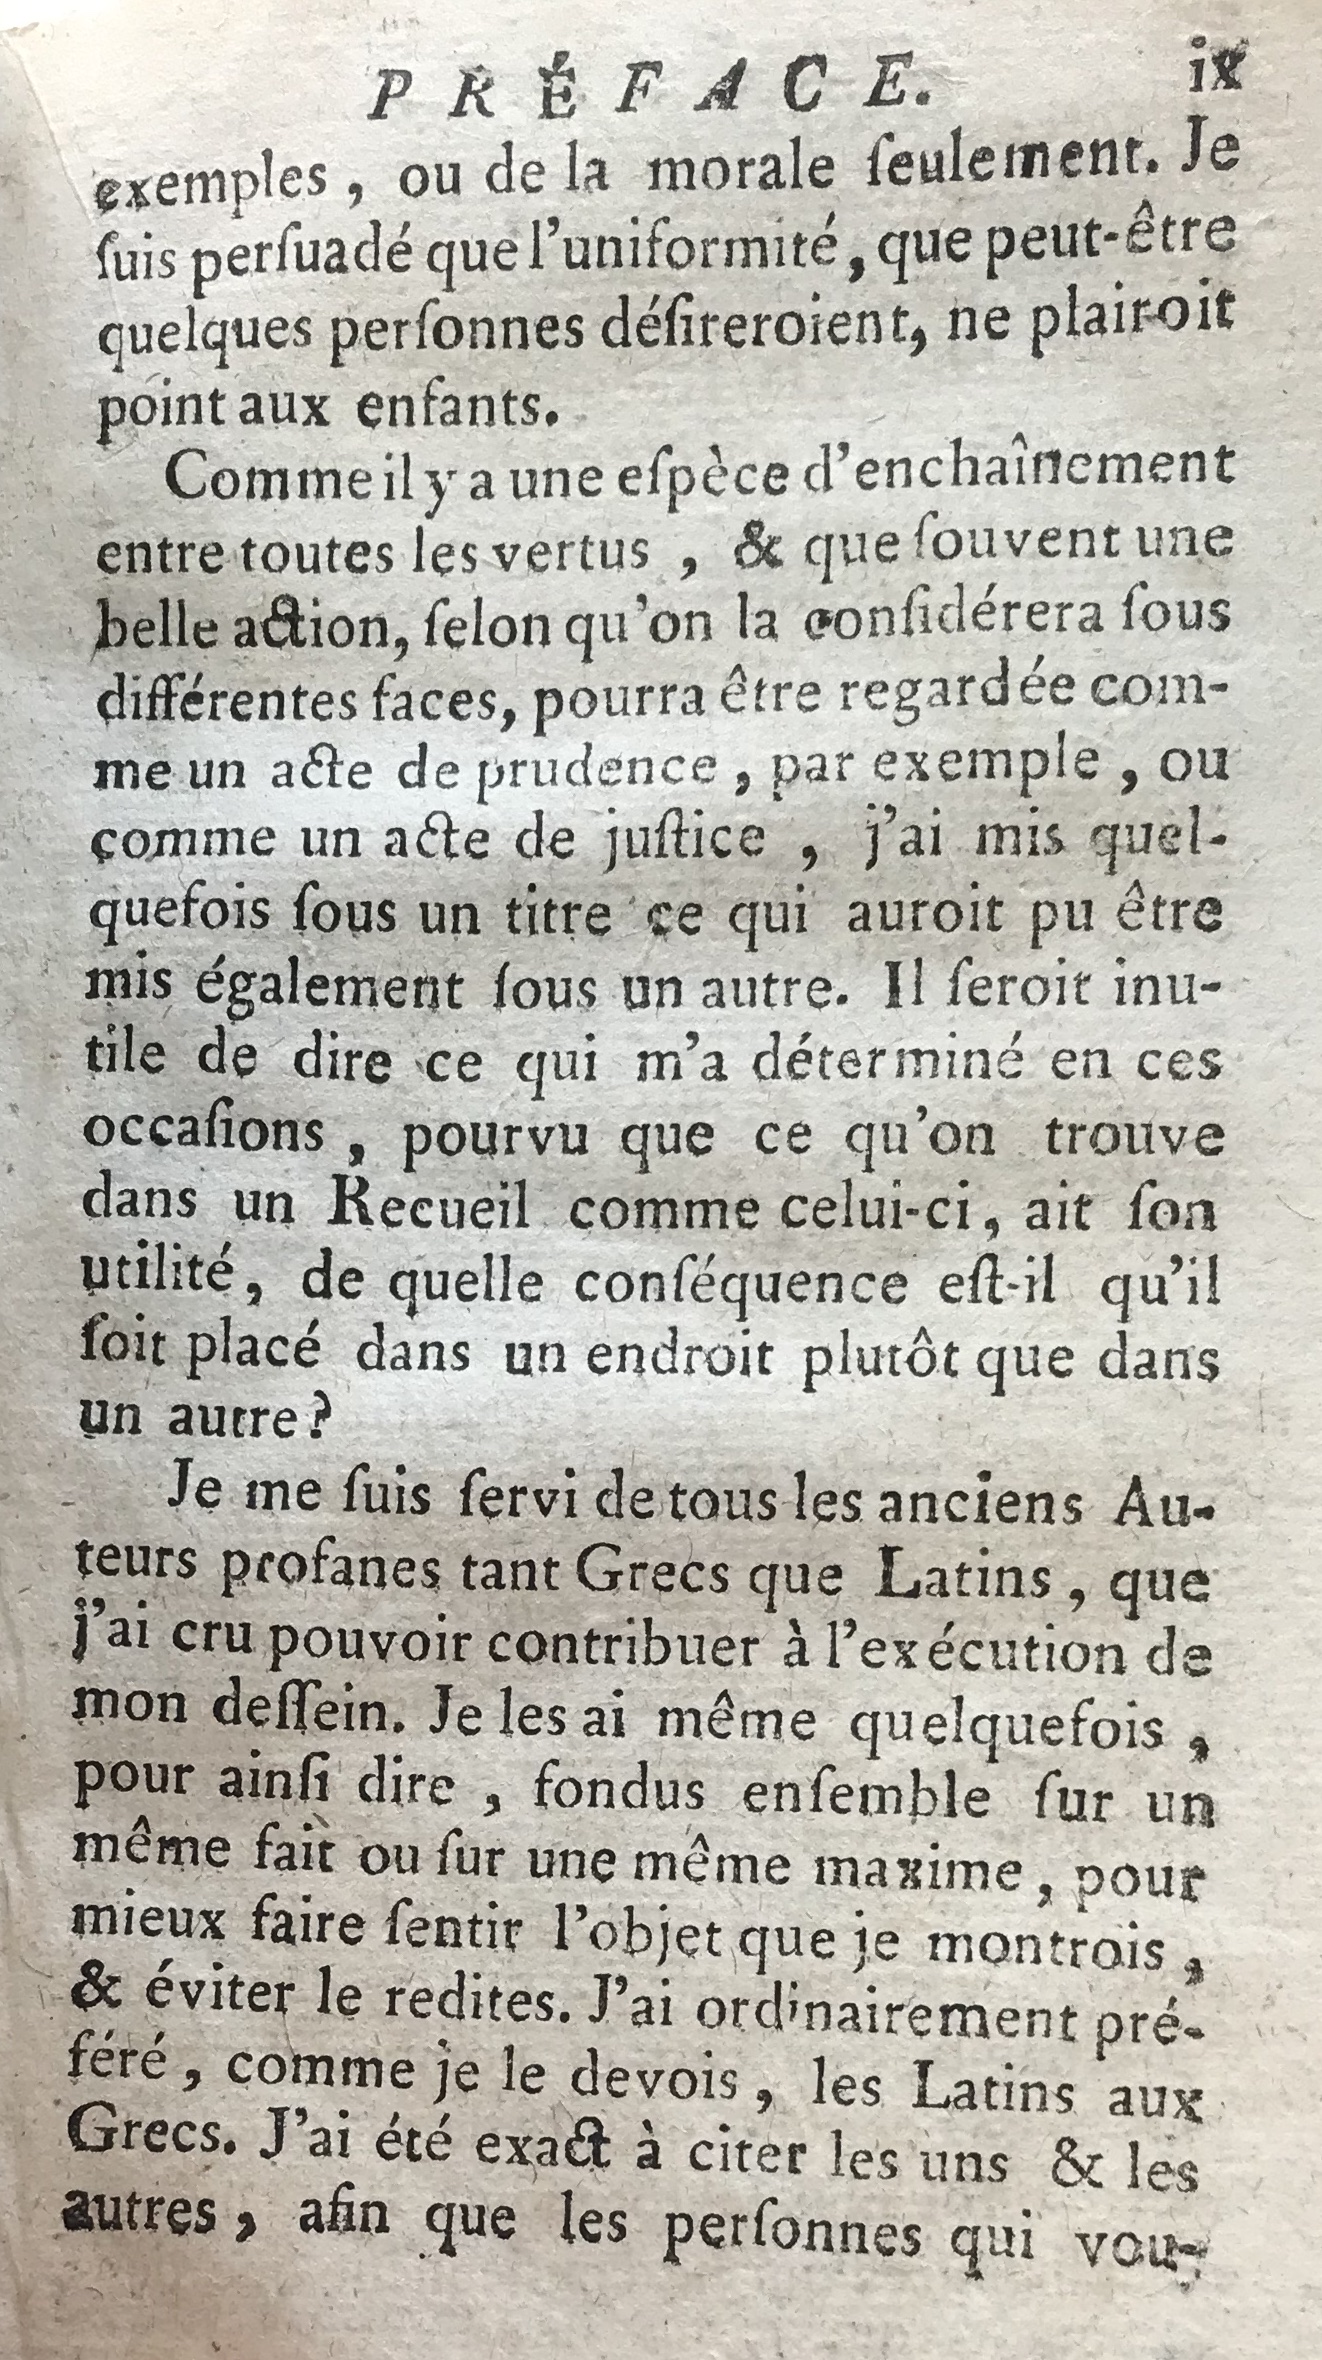 PRÉFACE. ix
exemples, ou de la morale ſeulement. Je
ſuis perſuadé que l'uniformité, que peut-être
quelques perſonnes déſireroient, ne plairoit
point aux enfants.
Comme il y a une eſpèce d'enchaînement
entre toutes les vertus, & que ſouvent une
belle action, ſelon qu'on la conſidérera ſous
différentes faces, pourra être regardée com-
me un acte de prudence, par exemple, ou
comme un acte de juſtice, j'ai mis quel-
quefois ſous un titre ce qui auroit pu être
mis également ſous un autre. Il ſeroit inu-
tile de dire ce qui m'a déterminé en ces
occaſions, pourvu que ce qu'on trouve
dans un Recueil comme celui-ci, ait ſon
utilité, de quelle conſéquence eſt-il qu'il
ſoit placé dans un endroit plutôt que dans
un autre?
Je me ſuis ſervi de tous les anciens Au-
teurs profanes tant Grecs que Latins, que
j'ai cru pouvoir contribuer à l'exécution de
mon deſſein. Je les ai même quelquefois,
pour ainſi dire, fondus enſemble ſur un
même fait ou ſur une même maxime, pour
mieux faire ſentir l'objet que je montrois,
& éviter le redites. J'ai ordinairement pré-
féré, comme je le devois, les Latins aux
Grecs. J'ai été exact à citer les uns & les
autres, afin que les perſonnes qui vou-